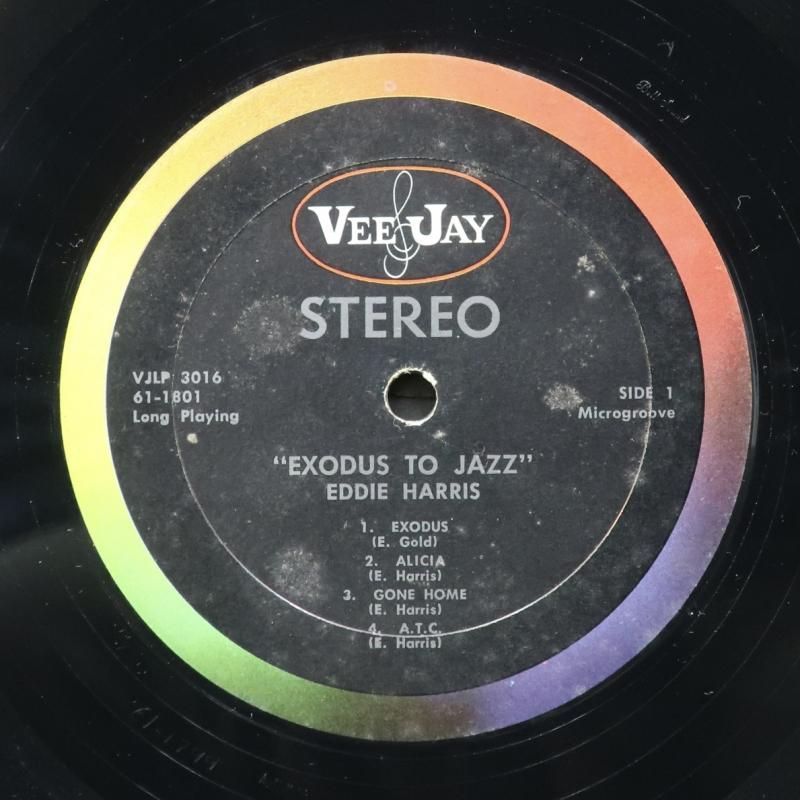 VEE JAY
STEREO
VJLP 3016
61-1801
Long Playing
SIDE 1
Microgroove
"EXODUS TO JAZZ"
EDDIE HARRIS
1. EXODUS
(E. Gold)
2. ALICIA
(E. Harris)
3. GONE HOME
(E. Harris)
4. A.T.C.
(E. Harris)